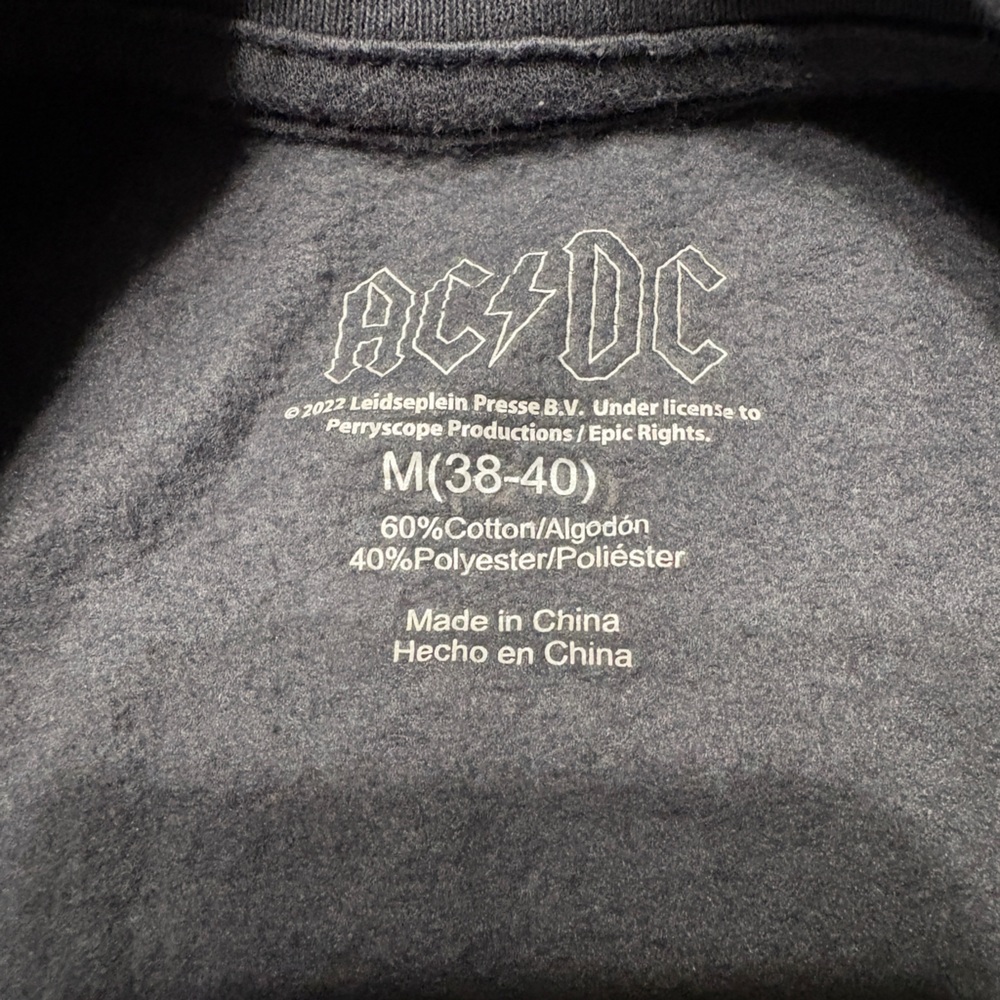 AC⚡DC
© 2022 Leidseplein Presse B.V. Under license to
Perryscope Productions / Epic Rights.
M(38-40)
60%Cotton/Algodón
40%Polyester/Poliéster
Made in China
Hecho en China